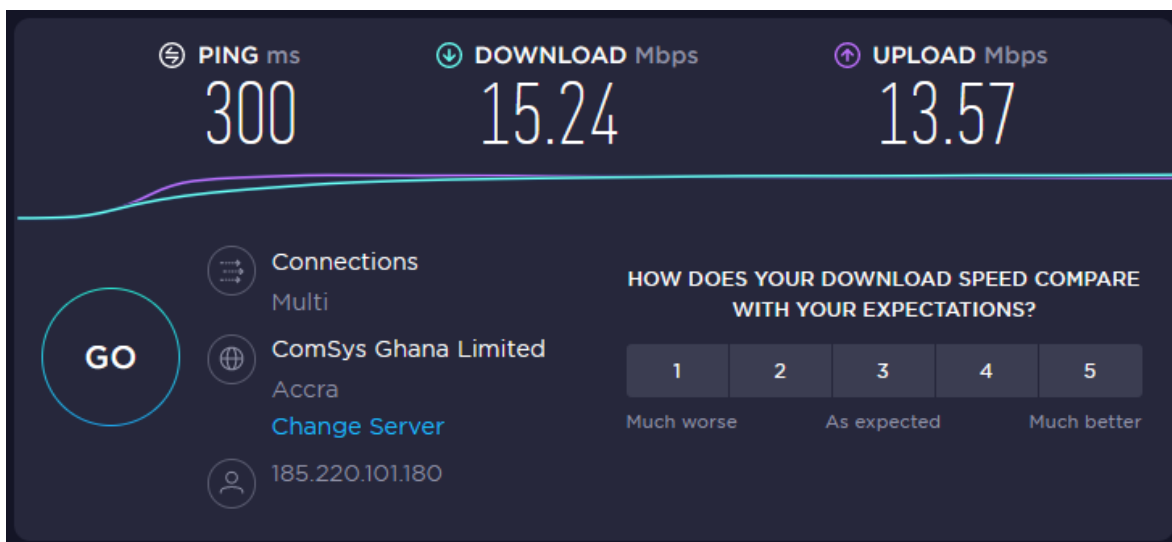 PING ms
300
DOWNLOAD Mbps
15.24
UPLOAD Mbps
13.57
GO
Connections
Multi
ComSys Ghana Limited
Accra
Change Server
185.220.101.180
HOW DOES YOUR DOWNLOAD SPEED COMPARE
WITH YOUR EXPECTATIONS?
1 2 3 4 5
Much worse As expected Much better